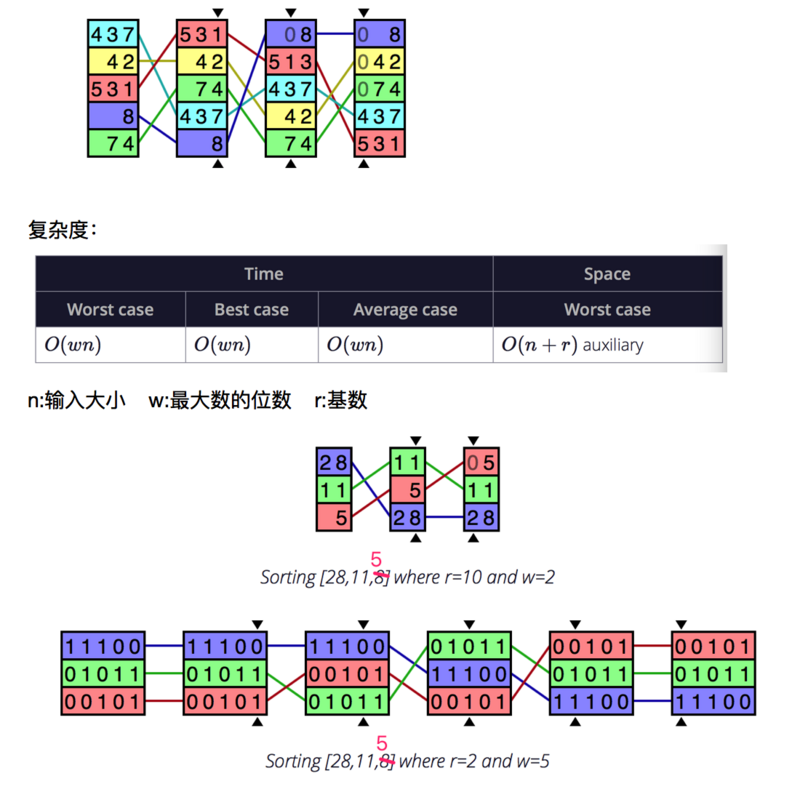 437 531 08 0 8
42 42 513 042
531 74 437 074
8 437 42 437
74 8 74 531
复杂度：
Time Space
Worst case Best case Average case Worst case
O(wn) O(wn) O(wn) O(n + r) auxiliary
n:输入大小 w:最大数的位数 r:基数
28 11 05
11 5 11
5 28 28
5
Sorting [28,11,8] where r=10 and w=2
11100 11100 11100 01011 00101 00101
01011 01011 00101 11100 01011 01011
00101 00101 01011 00101 11100 11100
5
Sorting [28,11,8] where r=2 and w=5